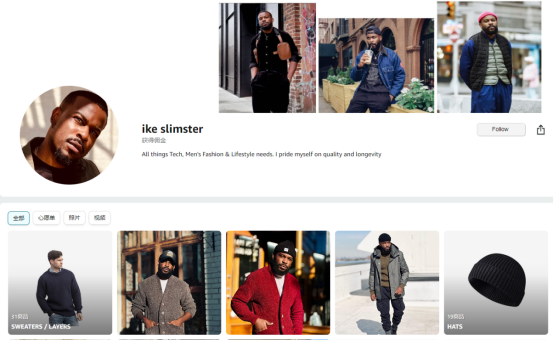 ike slimster
获得佣金
Follow
All things Tech, Men's Fashion & Lifestyle needs. I pride myself on quality and longevity
全部
心愿单
照片
视频
31商品
SWEATERS / LAYERS
19商品
HATS